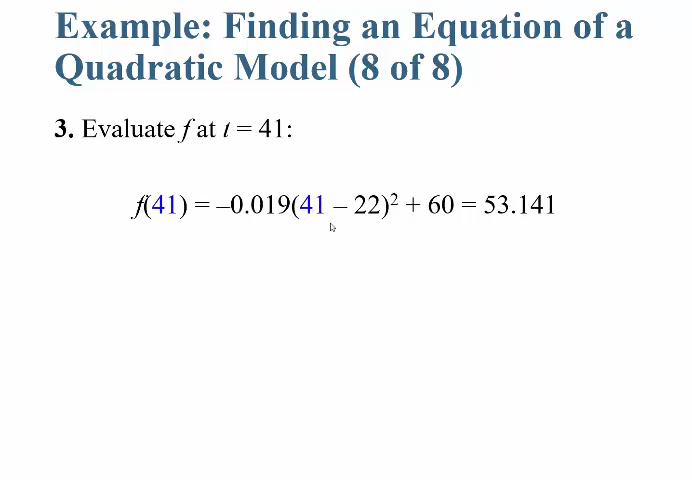 Example: Finding an Equation of a
Quadratic Model (8 of 8)
3. Evaluate f at t = 41:
f(41) = –0.019(41 – 22)² + 60 = 53.141